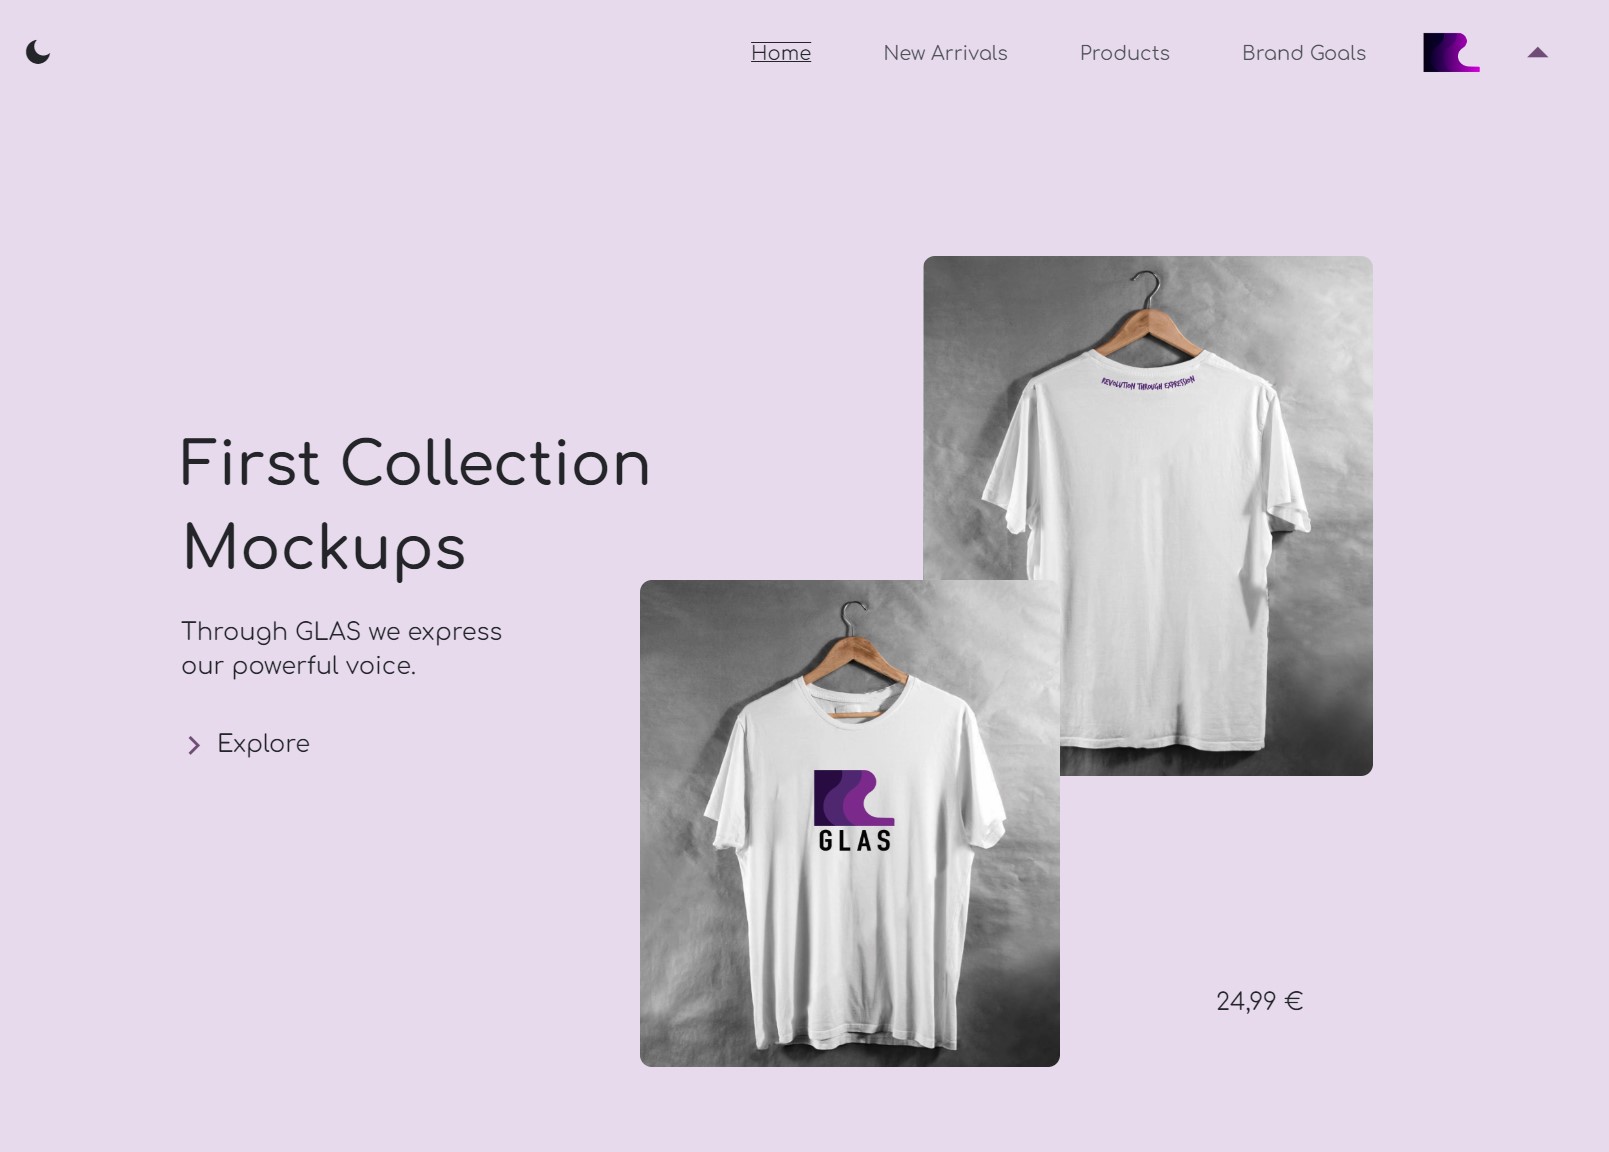 Home
New Arrivals
Products
Brand Goals
REVOLUTION THROUGH EXPRESSION
First Collection
Mockups
Through GLAS we express
our powerful voice.
Explore
GLAS
24,99 €